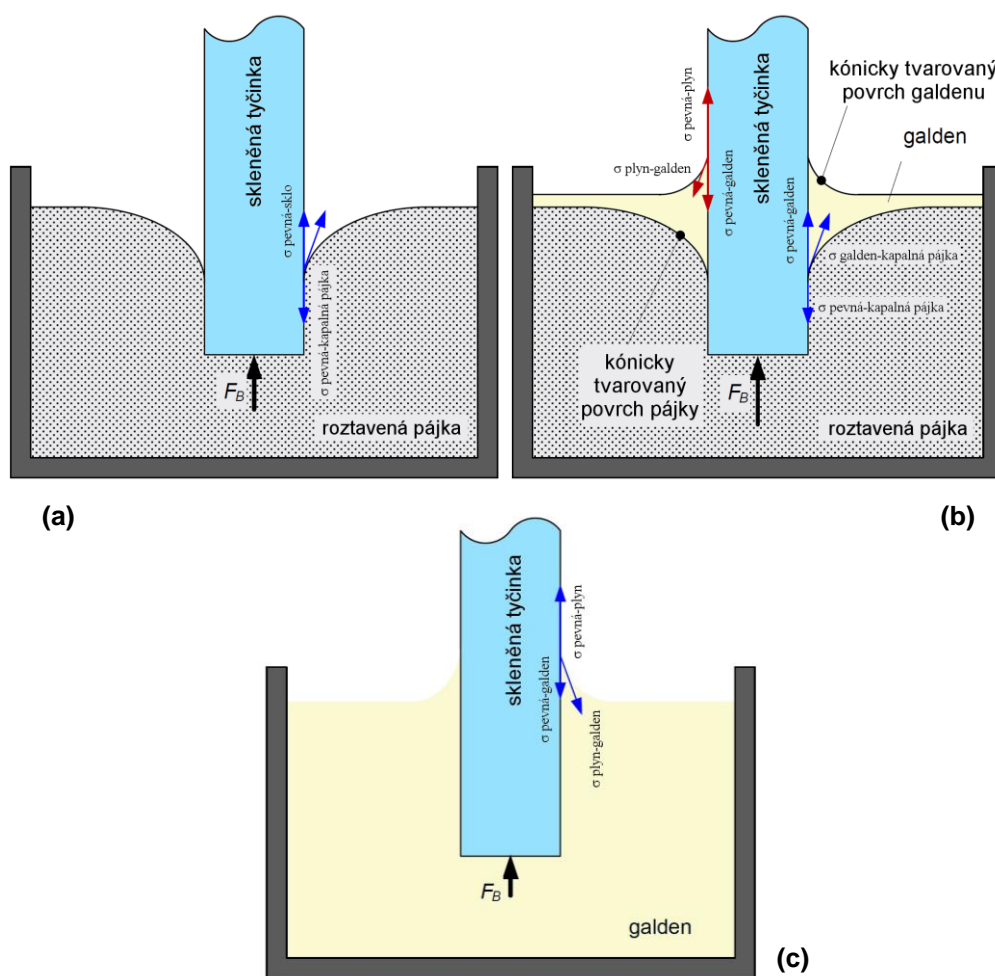 skleněná tyčinka
σ pevná-sklo
σ pevná-kapalná pájka
F_B
roztavená pájka
(a)
σ pevná-plyn
σ plyn-galden
σ pevná-galden
skleněná tyčinka
σ pevná-galden
kónicky tvarovaný
povrch galdenu
galden
σ galden-kapalná pájka
σ pevná-kapalná pájka
kónicky
tvarovaný
povrch pájky
F_B
roztavená pájka
(b)
skleněná tyčinka
σ pevná-plyn
σ pevná-galden
σ plyn-galden
F_B
galden
(c)